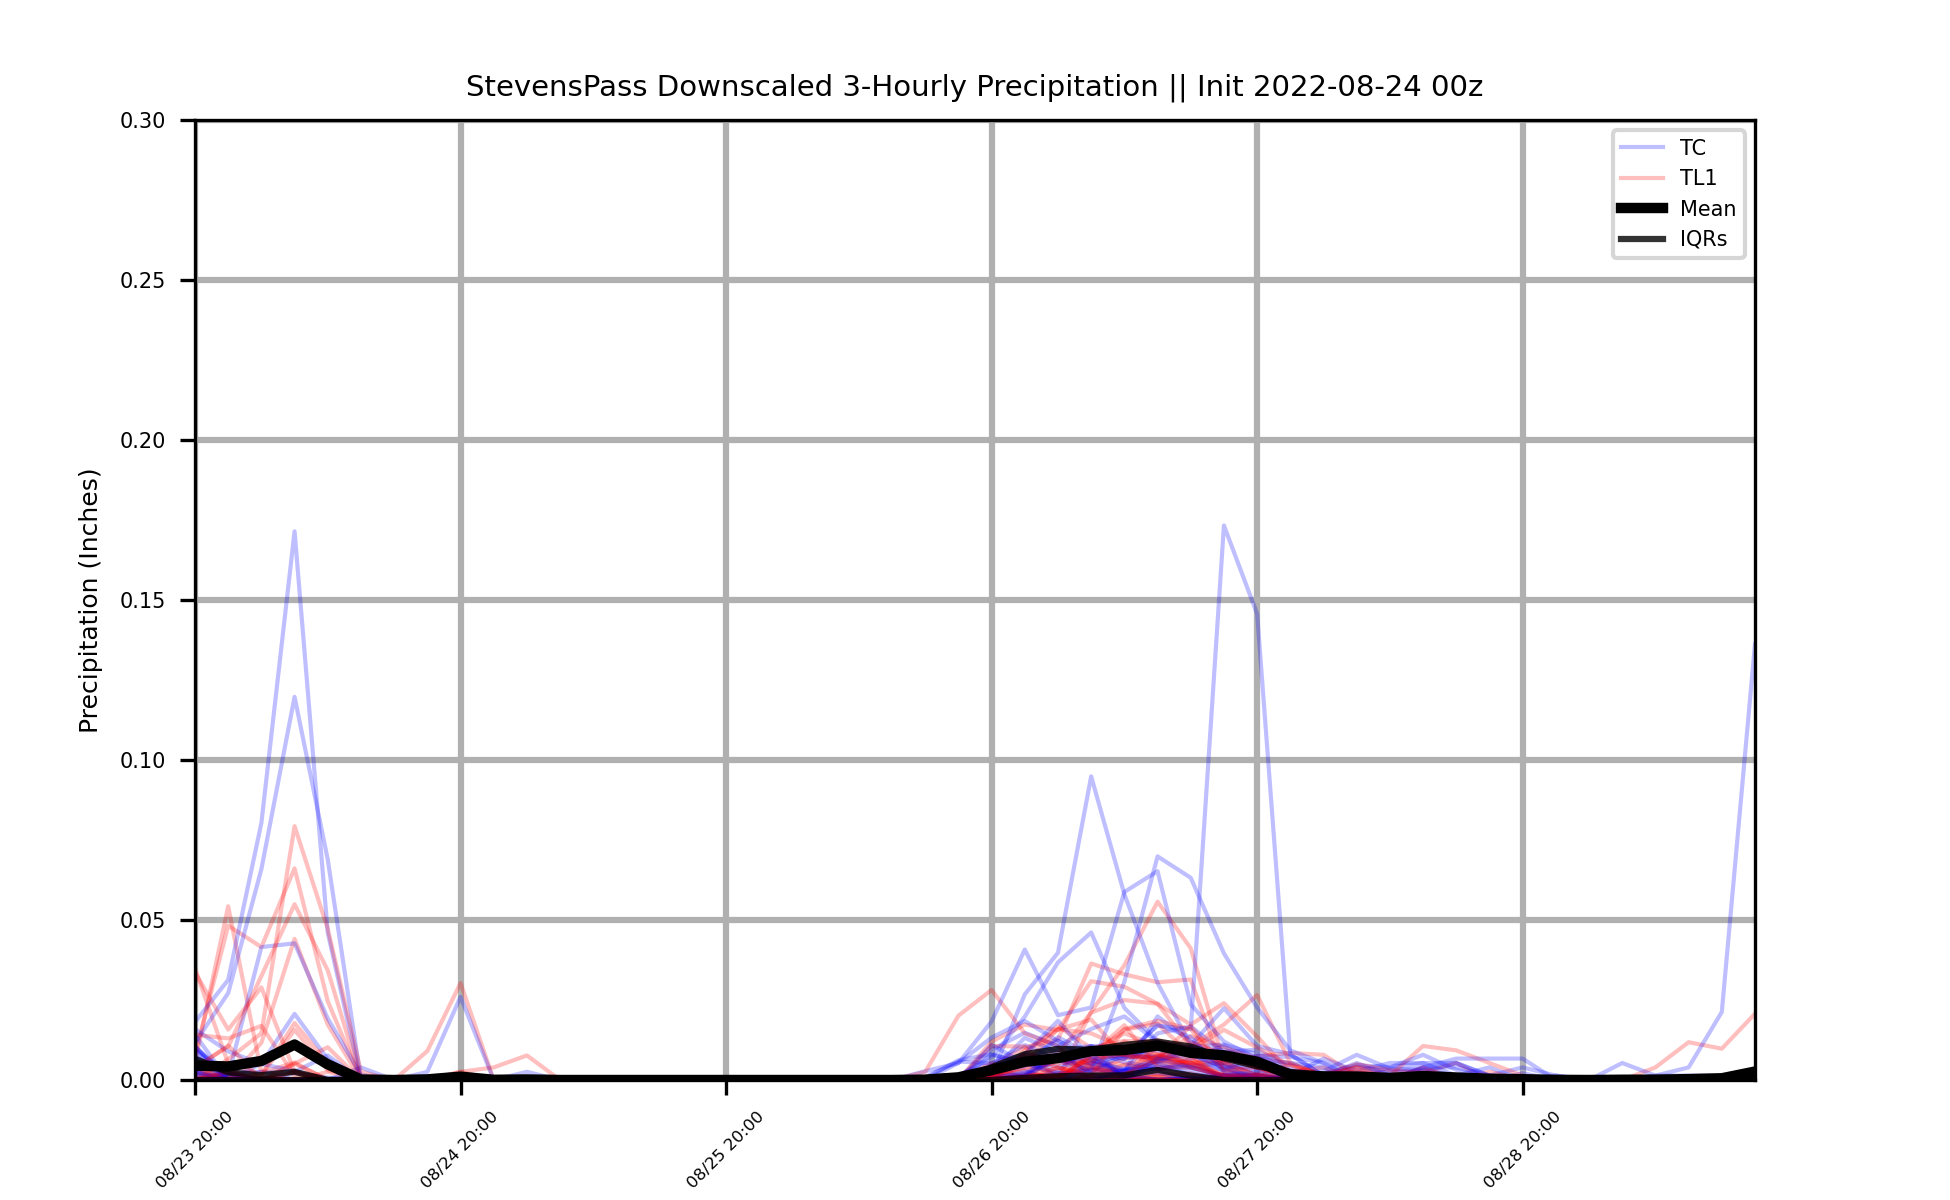 StevensPass Downscaled 3-Hourly Precipitation || Init 2022-08-24 00z
Precipitation (Inches)
0.30
0.25
0.20
0.15
0.10
0.05
0.00
TC
TL1
Mean
IQRs
08/23 20:00
08/24 20:00
08/25 20:00
08/26 20:00
08/27 20:00
08/28 20:00